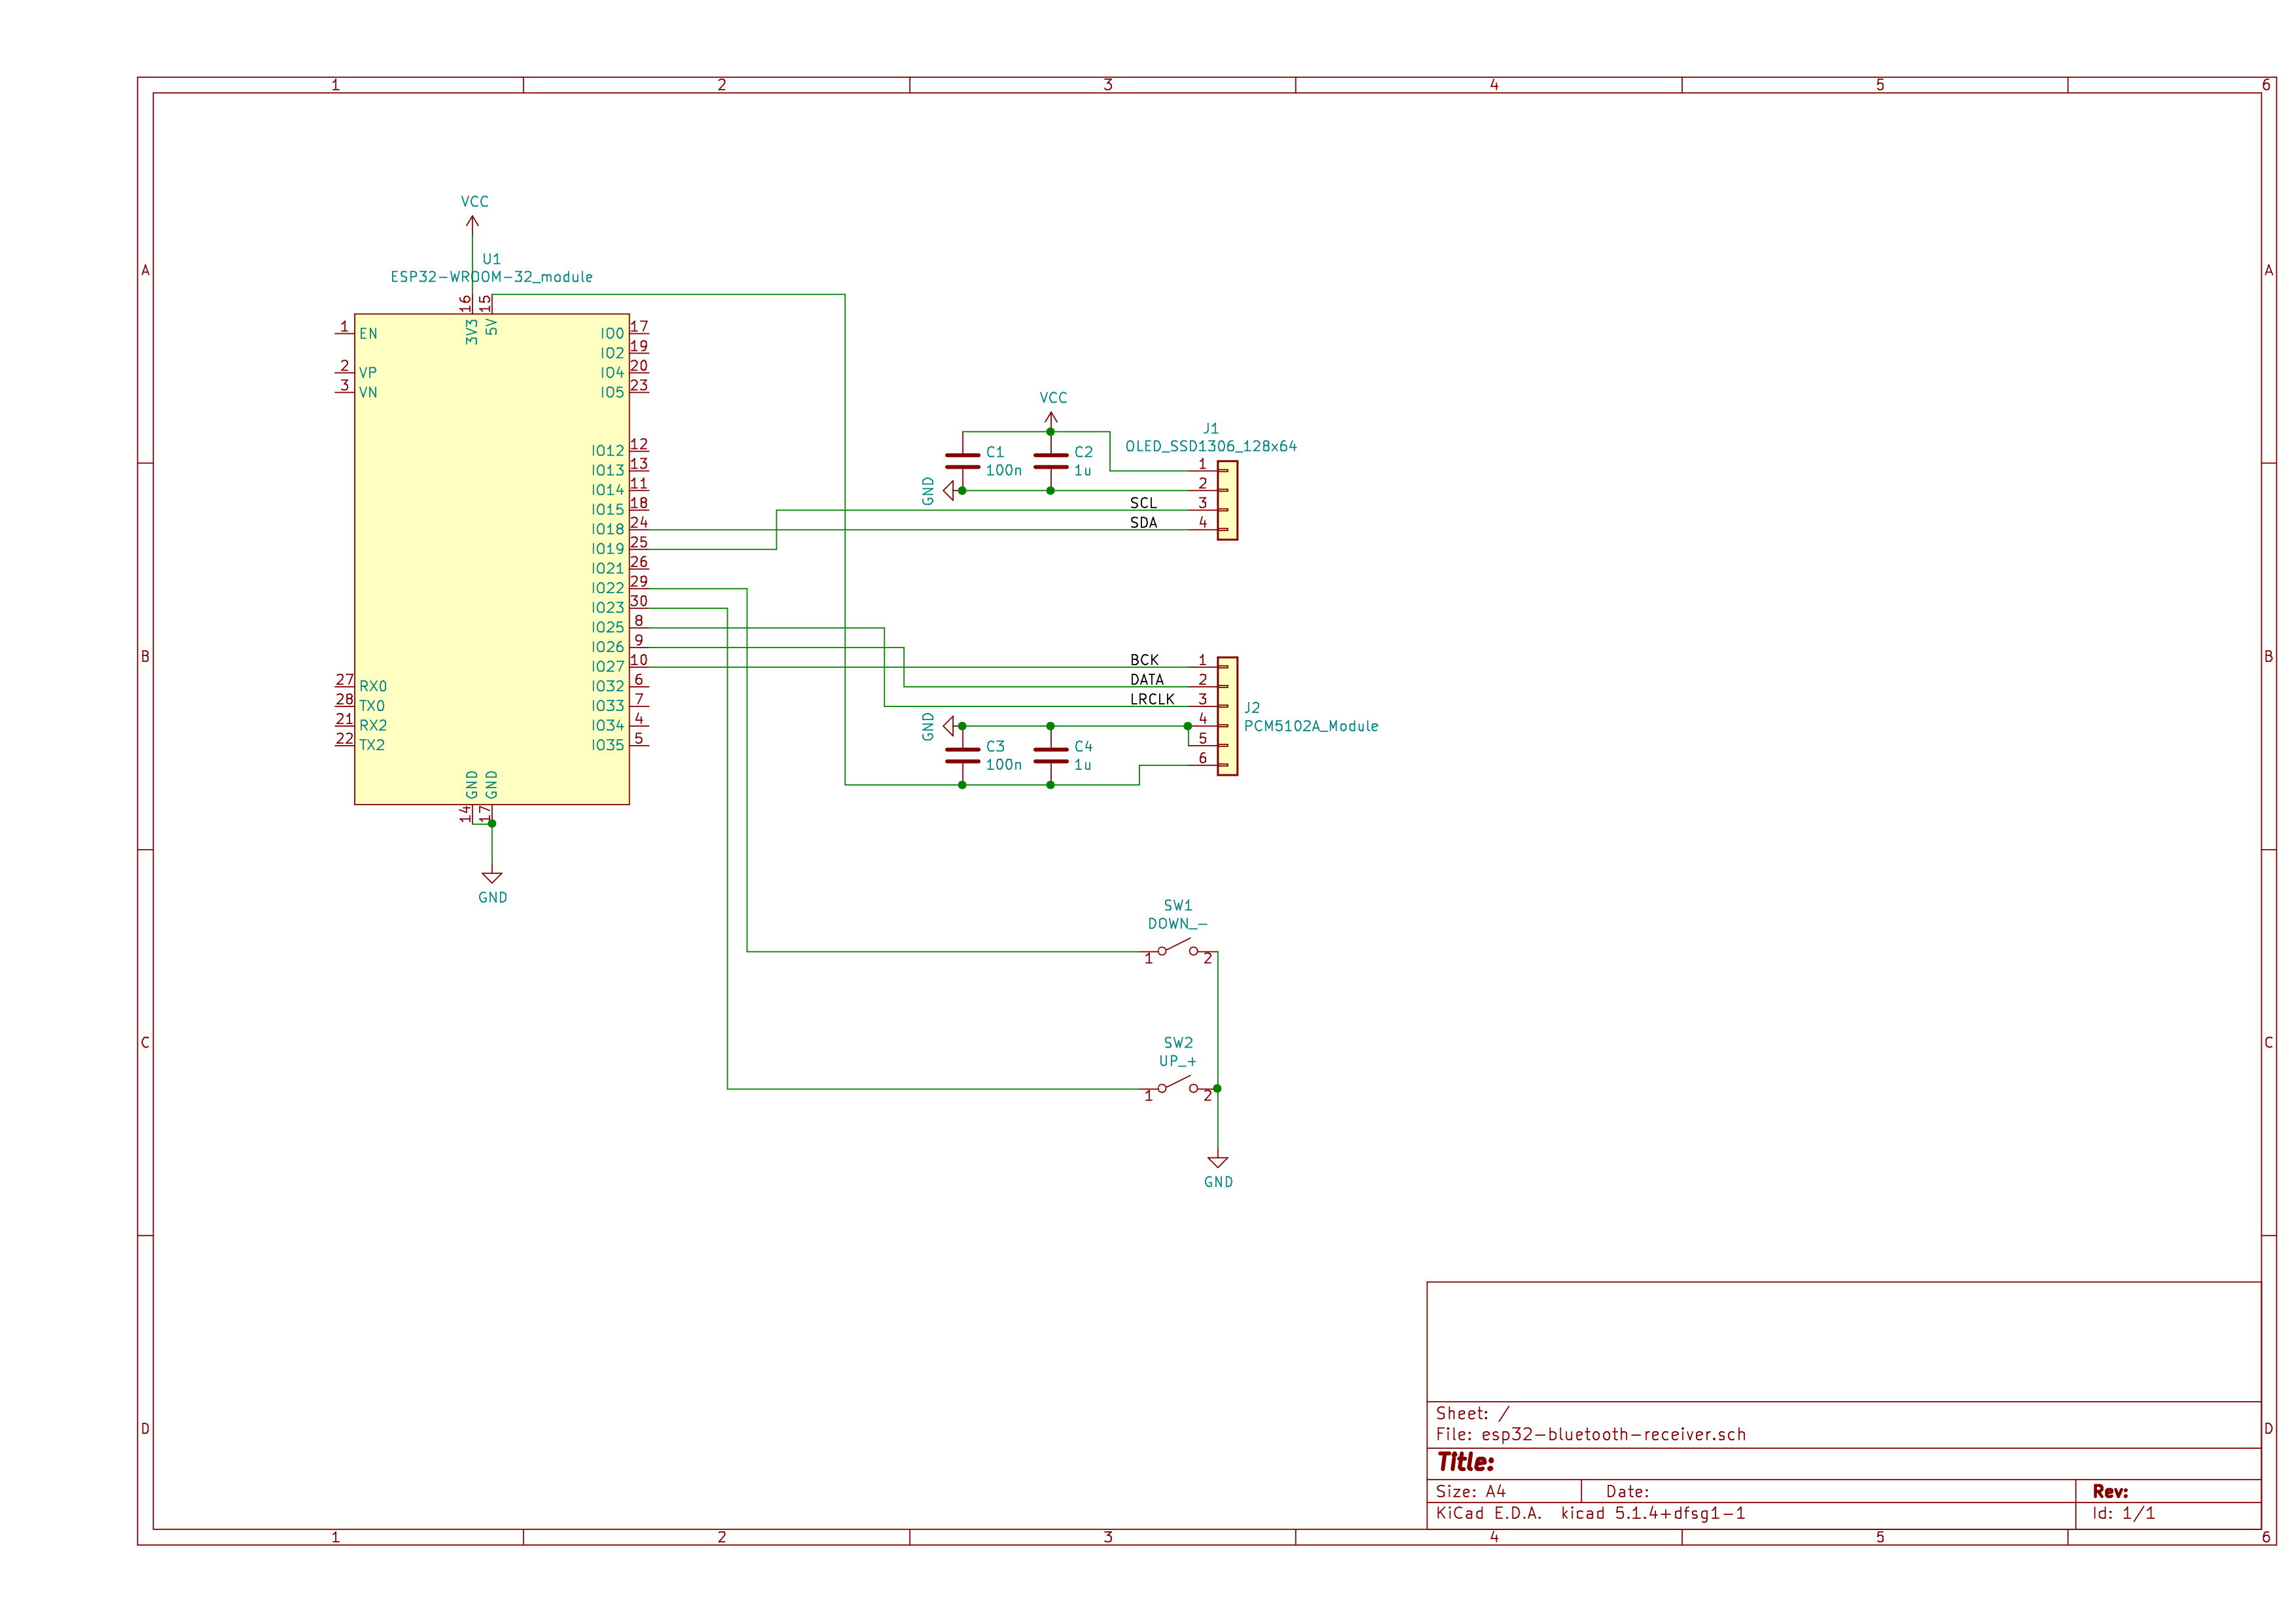 1 2 3 4 5 6
A A
B B
C C
D D
VCC
U1
ESP32-WROOM-32_module
16 15
3V3 5V
1 EN
2 VP
3 VN
27 RX0
28 TX0
21 RX2
22 TX2
IO0 17
IO2 19
IO4 20
IO5 23
IO12 12
IO13 13
IO14 11
IO15 18
IO18 24
IO19 25
IO21 26
IO22 29
IO23 30
IO25 8
IO26 9
IO27 10
IO32 6
IO33 7
IO34 4
IO35 5
GND GND
14 17
GND
VCC
C1
100n
C2
1u
GND
J1
OLED_SSD1306_128x64
1
2
SCL 3
SDA 4
BCK 1
DATA 2
LRCLK 3
4
5
6
J2
PCM5102A_Module
GND
C3
100n
C4
1u
SW1
DOWN_-
1 2
SW2
UP_+
1 2
GND
Sheet: /
File: esp32-bluetooth-receiver.sch
Title:
Size: A4 Date: Rev:
KiCad E.D.A. kicad 5.1.4+dfsg1-1 Id: 1/1
1 2 3 4 5 6